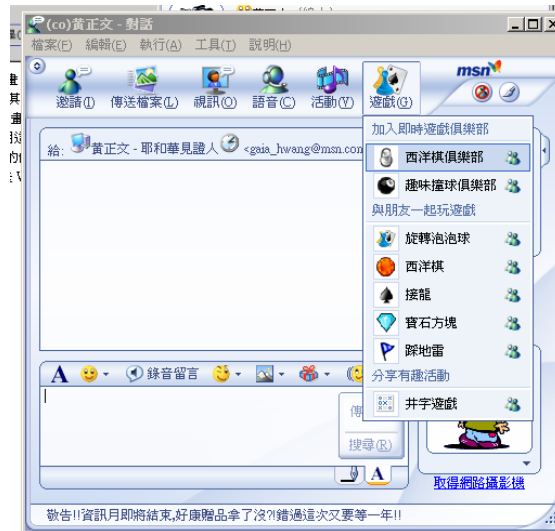 (co)黃正文 - 對話
檔案(F) 編輯(E) 執行(A) 工具(T) 說明(H)
msn
邀請(I) 傳送檔案(L) 視訊(O) 語音(C) 活動(V) 遊戲(G)
給: 黃正文 - 耶和華見證人 <gaia_hwang@msn.com
加入即時遊戲俱樂部
西洋棋俱樂部
趣味撞球俱樂部
與朋友一起玩遊戲
旋轉泡泡球
西洋棋
接龍
寶石方塊
踩地雷
分享有趣活動
井字遊戲
A 錄音留言
傳
搜尋(R)
A
取得網路攝影機
敬告!!資訊月即將結束,好康贈品拿了沒?!錯過這次又要等一年!!